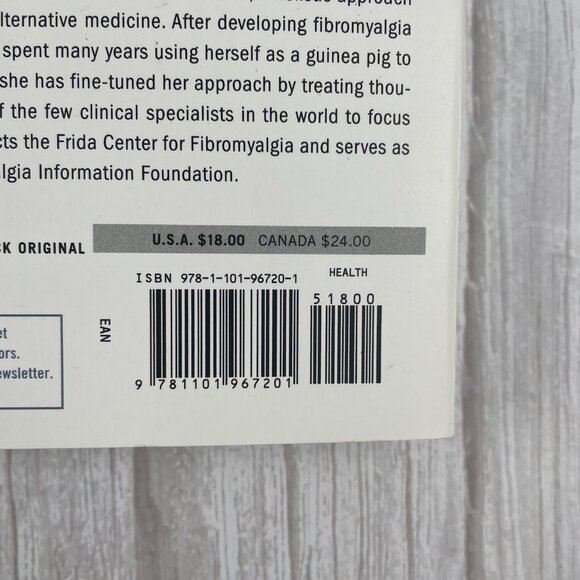 approach
lternative medicine. After developing fibromyalgia
spent many years using herself as a guinea pig to
she has fine-tuned her approach by treating thou-
f the few clinical specialists in the world to focus
cts the Frida Center for Fibromyalgia and serves as
lgia Information Foundation.
CK ORIGINAL
U.S.A. $18.00 CANADA $24.00
ISBN 978-1-101-96720-1
HEALTH
51800
EAN
9 781101 967201
et
ors.
ewsletter.